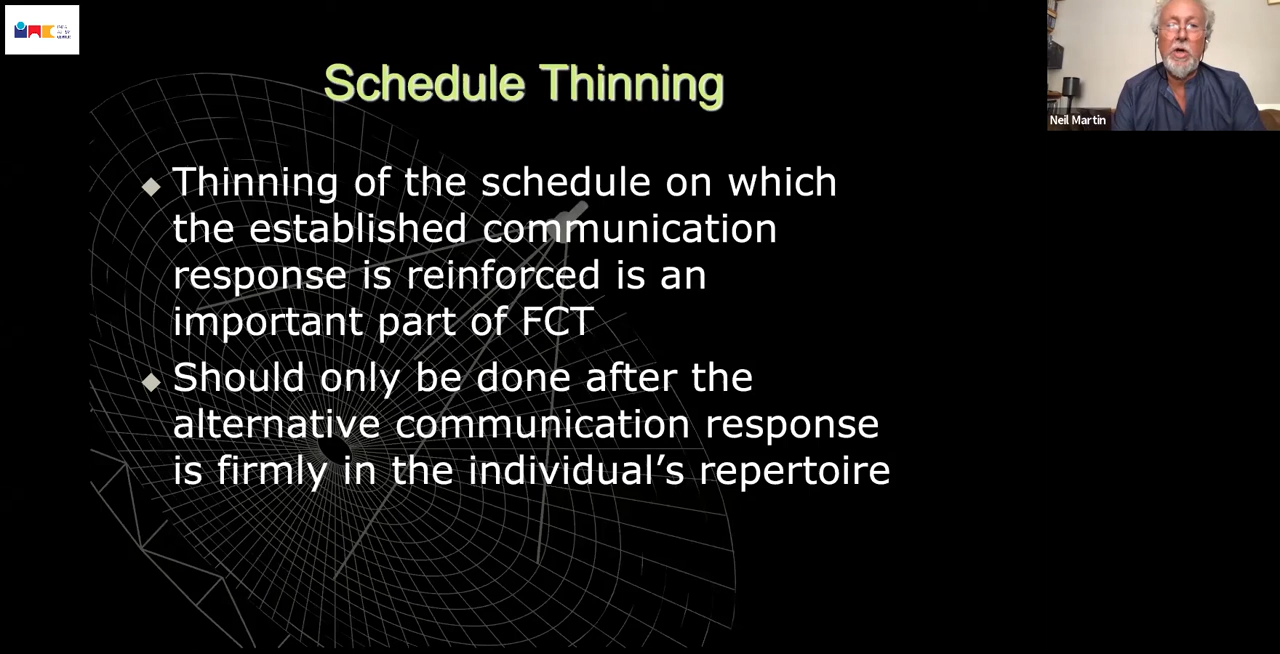 Schedule Thinning
Neil Martin
Thinning of the schedule on which
the established communication
response is reinforced is an
important part of FCT
Should only be done after the
alternative communication response
is firmly in the individual’s repertoire